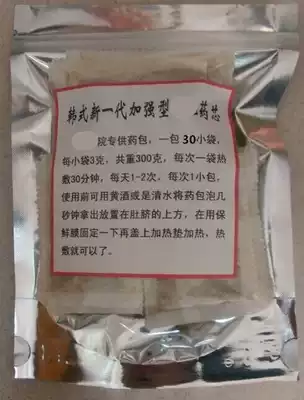 韩式新一代加强型 药芯
院专供药包，一包30小袋，
每小袋3克，共重300克，每次一袋热
敷30分钟，每天1-2次，每次1小包，
使用前可用黄酒或是清水将药包泡几
秒钟拿出放置在肚脐的上方，在用保
鲜膜固定一下再盖上加热垫加热，热
敷就可以了.